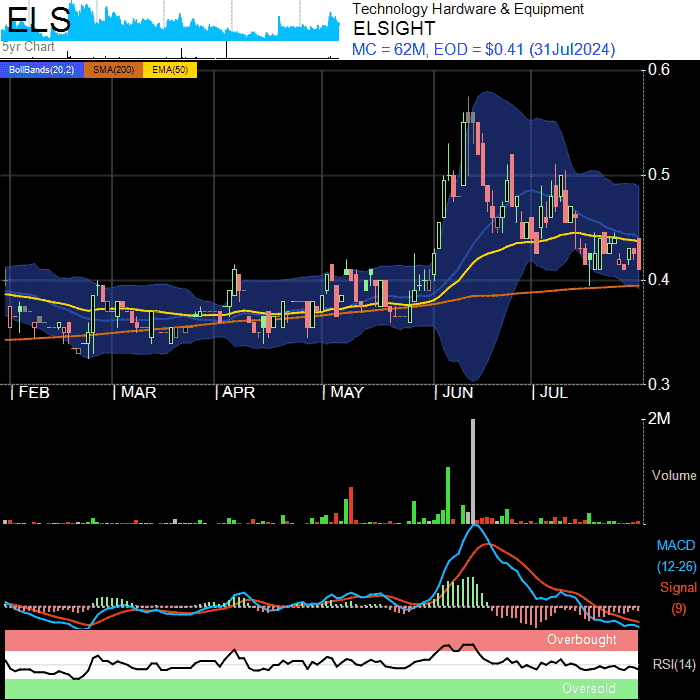 ELS
5yr Chart
Technology Hardware & Equipment
ELSIGHT
MC = 62M, EOD = $0.41 (31Jul2024)
BollBands(20,2) SMA(200) EMA(50)
0.6
0.5
0.4
0.3
FEB MAR APR MAY JUN JUL
2M
Volume
MACD
(12-26)
Signal
(9)
Overbought
RSI(14)
Oversold